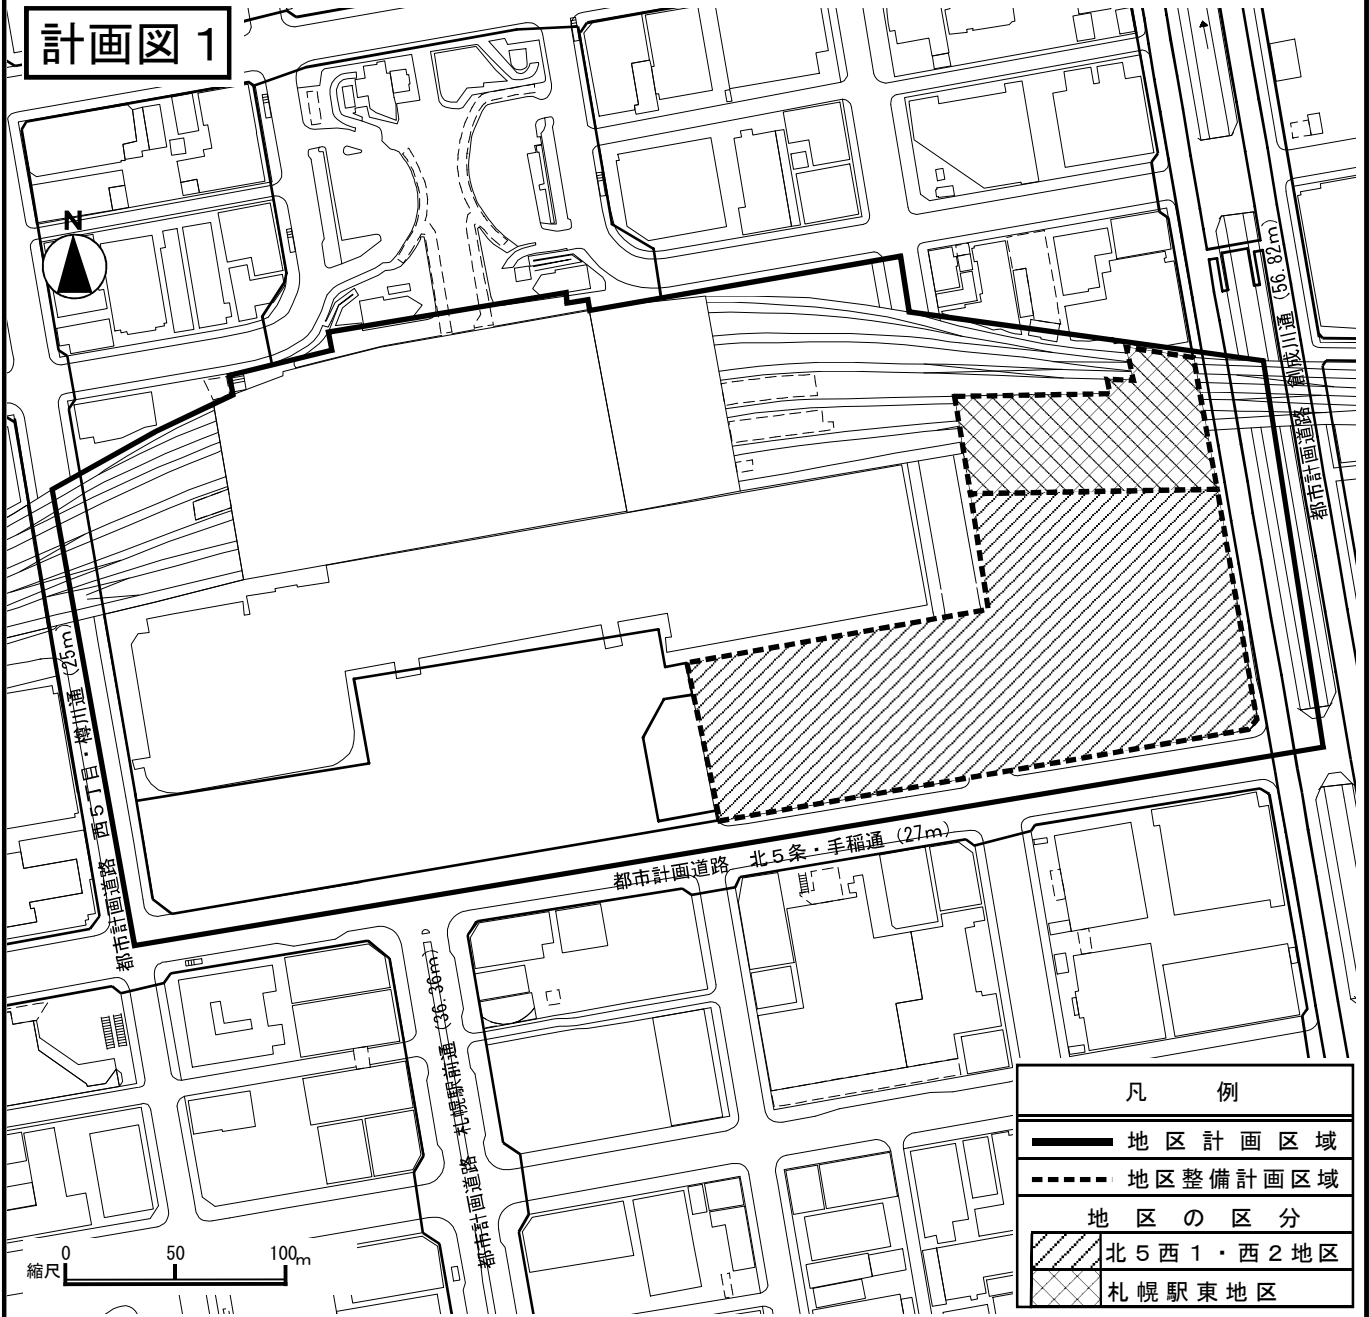 計画図1
N
都市計画道路 創成川通 (56.82m)
都市計画道路 西5丁目・樽川通 (25m)
都市計画道路 北5条・手稲通 (27m)
都市計画道路 札幌駅前通 (36.36m)
凡 例
地区計画区域
地区整備計画区域
地区の区分
北5西1・西2地区
札幌駅東地区
縮尺 0 50 100m